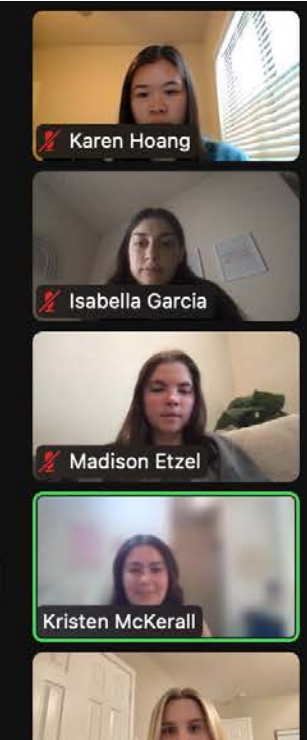 Karen Hoang
Isabella Garcia
Madison Etzel
Kristen McKerall